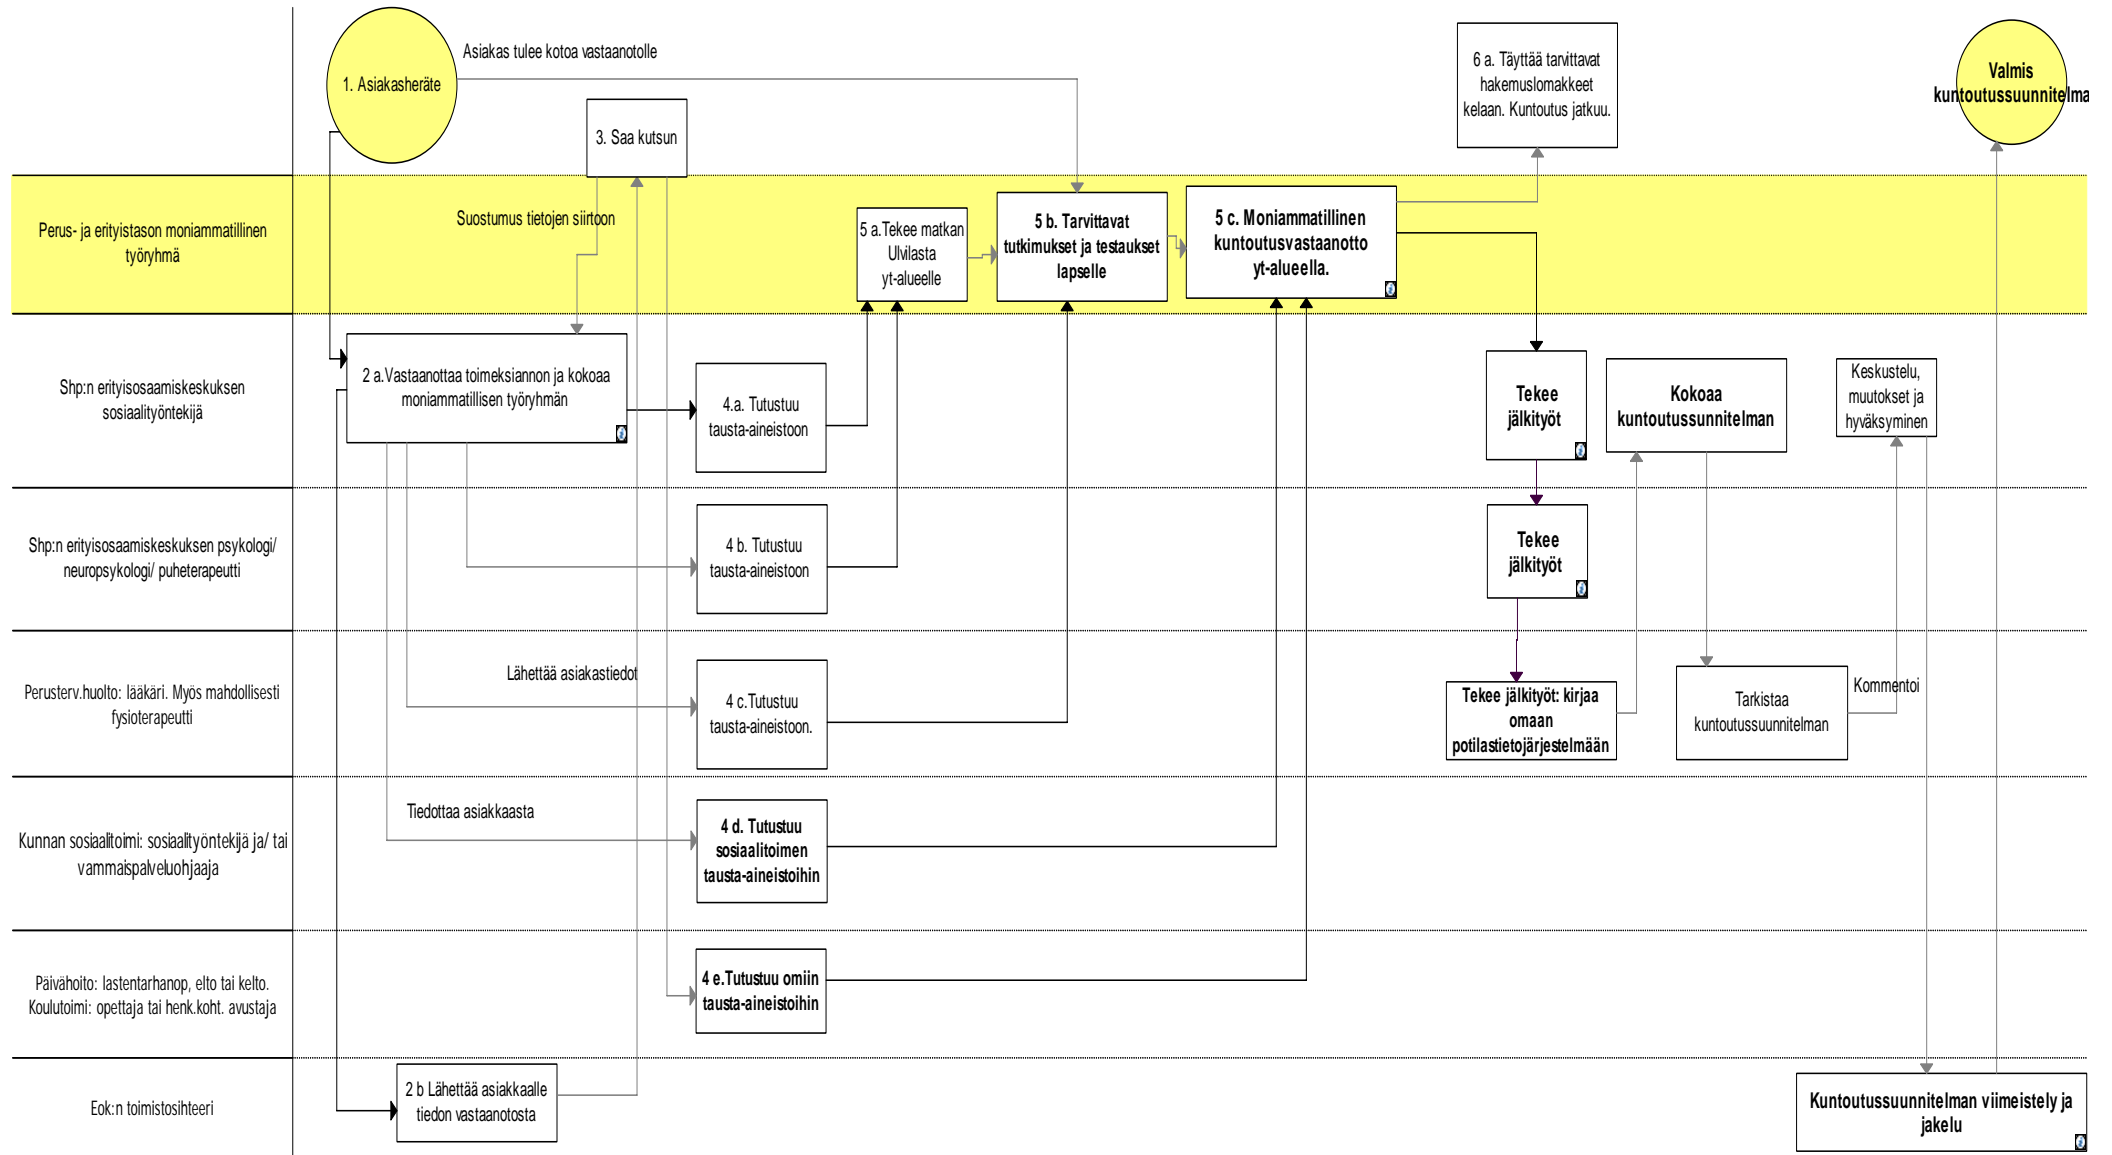 1. Asiakasheräte
Asiakas tulee kotoa vastaanotolle
3. Saa kutsun
6 a. Täyttää tarvittavat
hakemuslomakkeet
kelaan. Kuntoutus jatkuu.
Valmis
kuntoutussuunnitelma
Perus- ja erityistason moniammatillinen
työryhmä
Suostumus tietojen siirtoon
5 a.Tekee matkan
Ulvilasta
yt-alueelle
5 b. Tarvittavat
tutkimukset ja testaukset
lapselle
5 c. Moniammatillinen
kuntoutusvastaanotto
yt-alueella.
Shp:n erityisosaamiskeskuksen
sosiaalityöntekijä
2 a.Vastaanottaa toimeksiannon ja kokoaa
moniammatillisen työryhmän
4.a. Tutustuu
tausta-aineistoon
Tekee
jälkityöt
Kokoaa
kuntoutussunnitelman
Keskustelu,
muutokset ja
hyväksyminen
Shp:n erityisosaamiskeskuksen psykologi/
neuropsykologi/ puheterapeutti
4 b. Tutustuu
tausta-aineistoon
Tekee
jälkityöt
Perusterv.huolto: lääkäri. Myös mahdollisesti
fysioterapeutti
Lähettää asiakastiedot
4 c.Tutustuu
tausta-aineistoon.
Tekee jälkityöt: kirjaa
omaan
potilastietojärjestelmään
Tarkistaa
kuntoutussuunnitelman
Kommentoi
Kunnan sosiaalitoimi: sosiaalityöntekijä ja/ tai
vammaispalveluohjaaja
Tiedottaa asiakkaasta
4 d. Tutustuu
sosiaalitoimen
tausta-aineistoihin
Päivähoito: lastentarhanop, elto tai kelto.
Koulutoimi: opettaja tai henk.koht. avustaja
4 e.Tutustuu omiin
tausta-aineistoihin
Eok:n toimistosihteeri
2 b Lähettää asiakkaalle
tiedon vastaanotosta
Kuntoutussuunnitelman viimeistely ja
jakelu